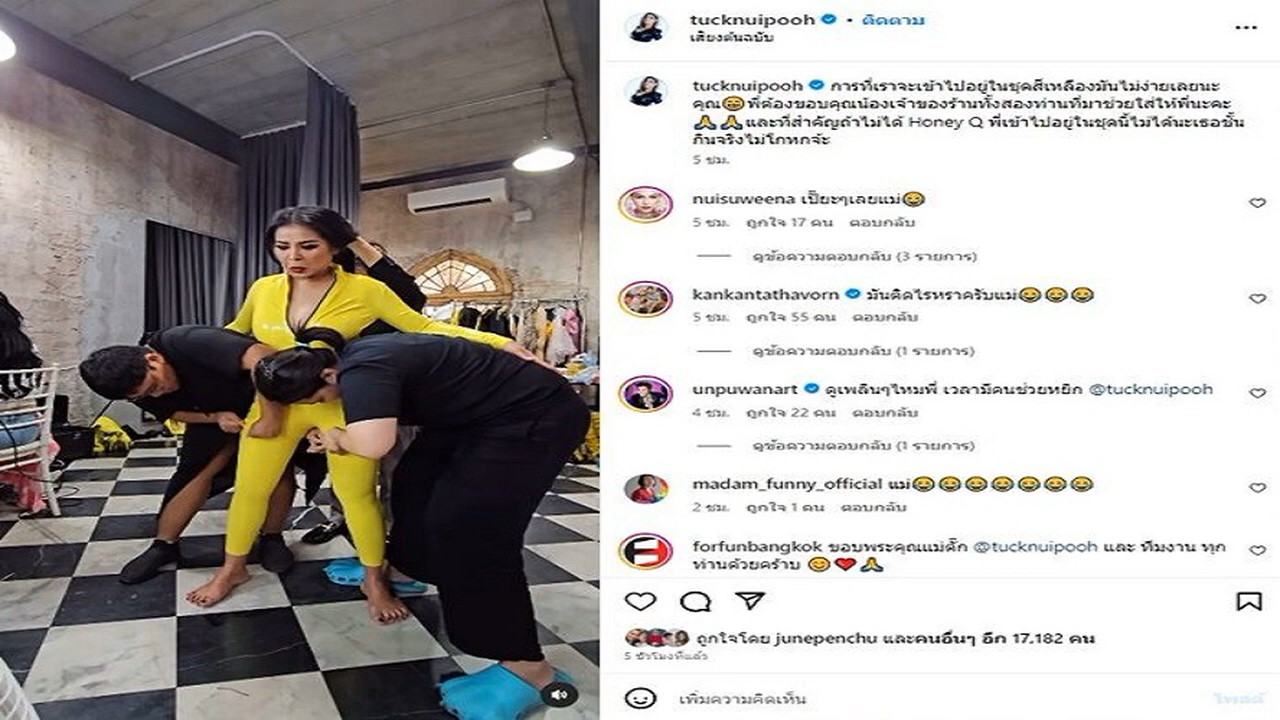 tucknuipooh • ติดตาม
เสียงต้นฉบับ
tucknuipooh การที่เราจะเข้าไปอยู่ในชุดสีเหลืองมันไม่ง่ายเลยนะ
คุณ😁พี่ต้องขอบคุณน้องเจ้าของร้านทั้งสองท่านที่มาช่วยใส่ให้พี่นะคะ
🙏🙏และที่สำคัญถ้าไม่ได้ Honey Q พี่เข้าไปอยู่ในชุดนี้ไม่ได้นะเธอชั้น
กินจริงไม่โกหกจ้ะ
5 ชม.
nuisuweena เป๊ะๆเลยแม่😂
5 ชม. ถูกใจ 17 คน ตอบกลับ
ดูข้อความตอบกลับ (3 รายการ)
kankantathavorn มันติดไรหราครับแม่😂😂😂
5 ชม. ถูกใจ 55 คน ตอบกลับ
ดูข้อความตอบกลับ (1 รายการ)
unpuwanart ดูเพลินๆไหมพี่ เวลามีคนช่วยหยิก @tucknuipooh
4 ชม. ถูกใจ 22 คน ตอบกลับ
ดูข้อความตอบกลับ (1 รายการ)
madam_funny_official แม่😂😂😂😂😂😂😂
2 ชม. ถูกใจ 1 คน ตอบกลับ
forfunbangkok ขอบพระคุณแม่ตั๊ก @tucknuipooh และ ทีมงาน ทุก
ท่านด้วยคร้าบ 😊❤️🙏
ถูกใจโดย junepenchu และคนอื่นๆ อีก 17,182 คน
5 ชั่วโมงที่แล้ว
เพิ่มความคิดเห็น
โพสต์